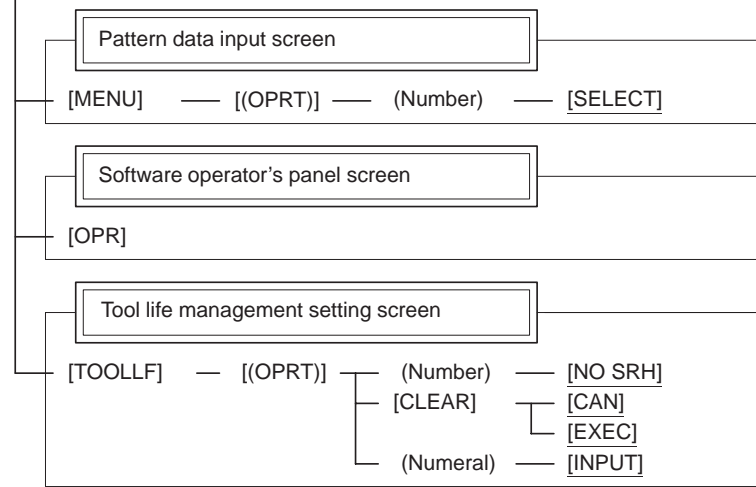 Pattern data input screen
[MENU] [(OPRT)] (Number) [SELECT]
Software operator's panel screen
[OPR]
Tool life management setting screen
[TOOLLF] [(OPRT)] (Number) [NO SRH]
[CLEAR] [CAN]
[EXEC]
(Numeral) [INPUT]